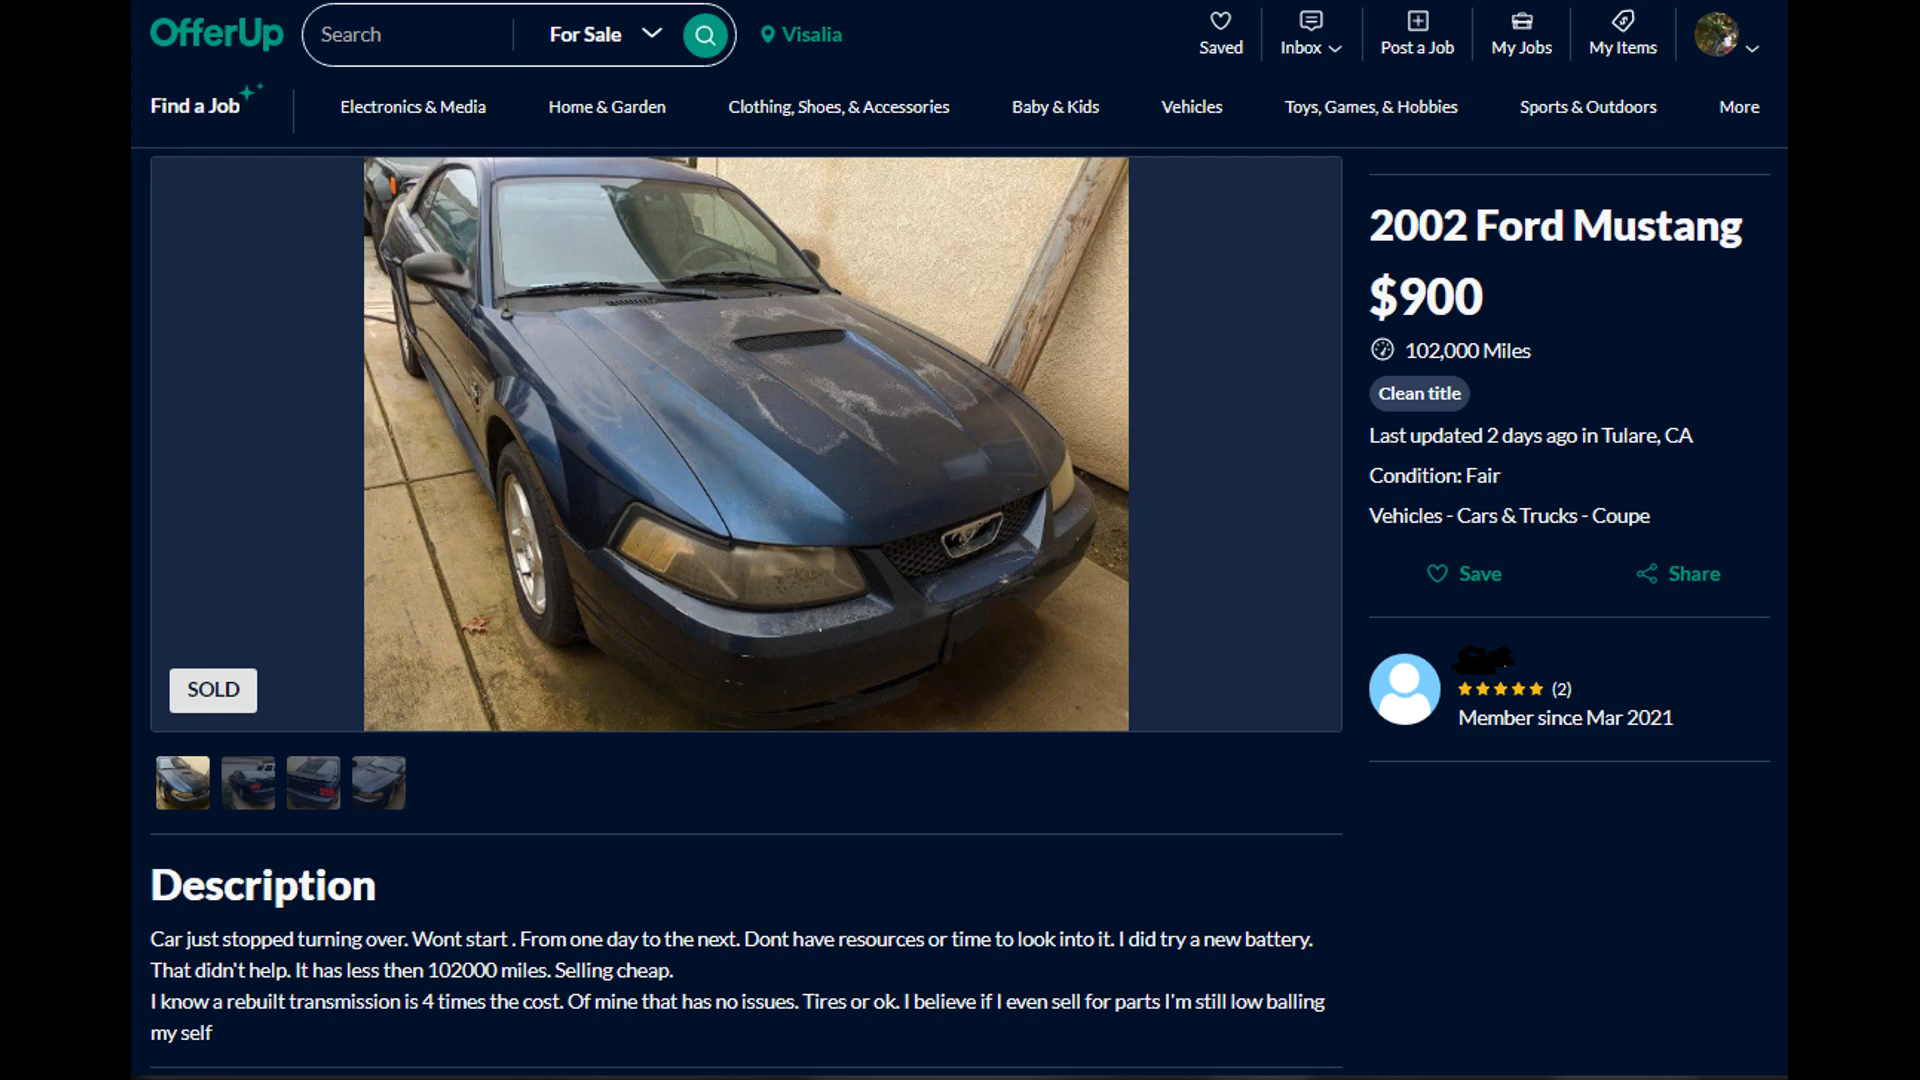 OfferUp
Search
For Sale
Visalia
Saved
Inbox
Post a Job
My Jobs
My Items
Find a Job
Electronics & Media
Home & Garden
Clothing, Shoes, & Accessories
Baby & Kids
Vehicles
Toys, Games, & Hobbies
Sports & Outdoors
More
SOLD
2002 Ford Mustang
$900
102,000 Miles
Clean title
Last updated 2 days ago in Tulare, CA
Condition: Fair
Vehicles - Cars & Trucks - Coupe
Save
Share
(2)
Member since Mar 2021
Description
Car just stopped turning over. Wont start . From one day to the next. Dont have resources or time to look into it. I did try a new battery.
That didn't help. It has less then 102000 miles. Selling cheap.
I know a rebuilt transmission is 4 times the cost. Of mine that has no issues. Tires or ok. I believe if I even sell for parts I'm still low balling
my self